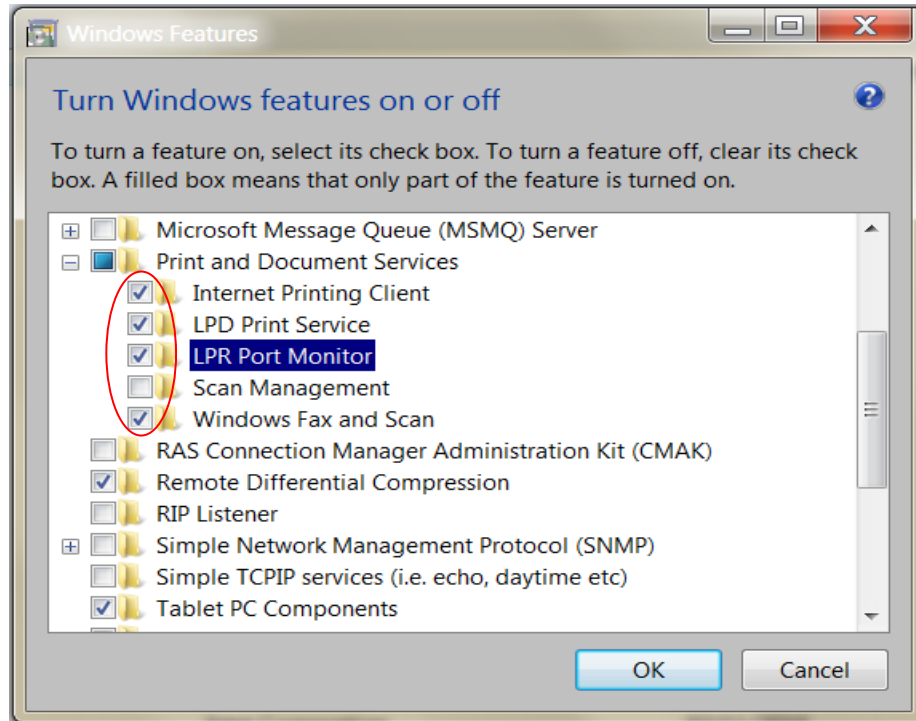 Windows Features
Turn Windows features on or off
To turn a feature on, select its check box. To turn a feature off, clear its check
box. A filled box means that only part of the feature is turned on.
Microsoft Message Queue (MSMQ) Server
Print and Document Services
Internet Printing Client
LPD Print Service
LPR Port Monitor
Scan Management
Windows Fax and Scan
RAS Connection Manager Administration Kit (CMAK)
Remote Differential Compression
RIP Listener
Simple Network Management Protocol (SNMP)
Simple TCPIP services (i.e. echo, daytime etc)
Tablet PC Components
OK Cancel